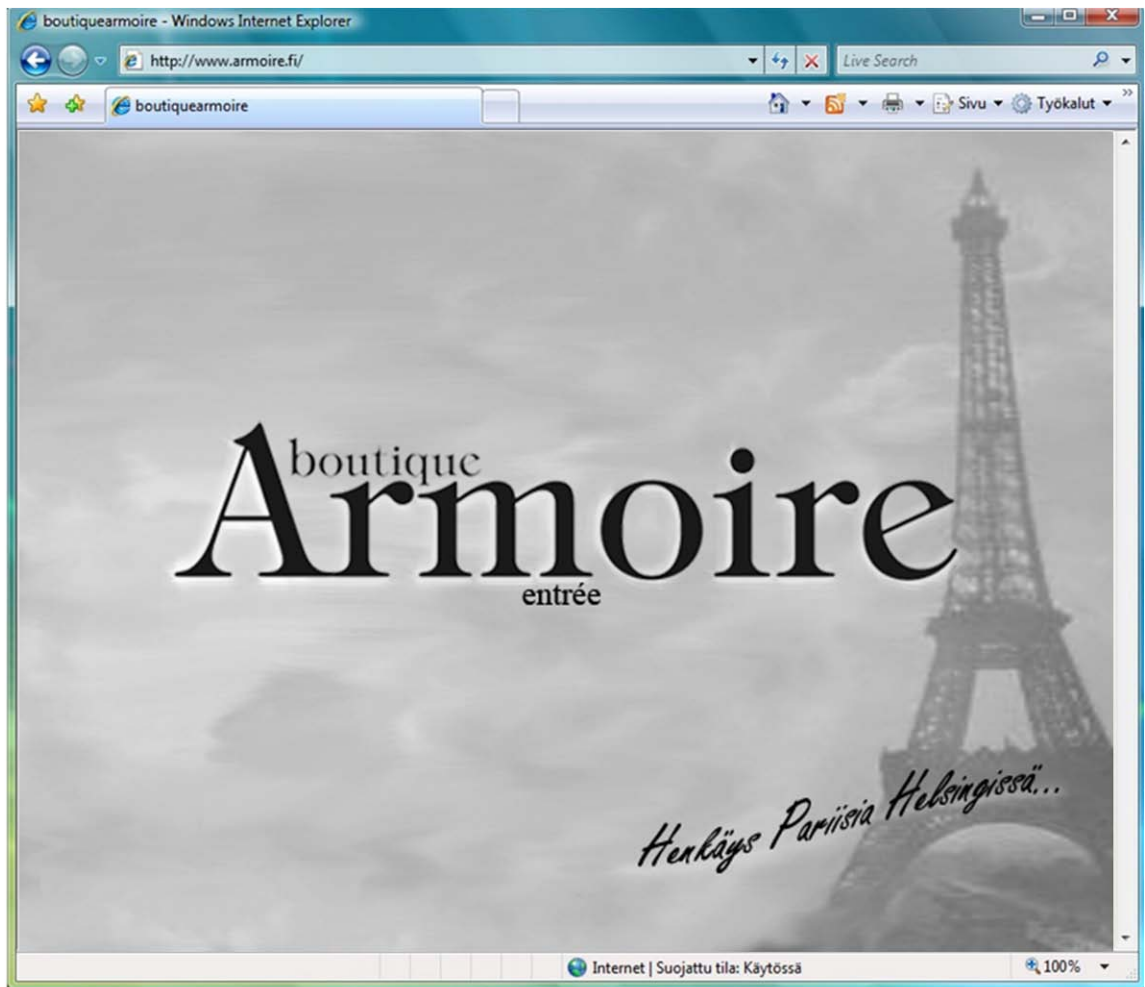 boutiquearmoire - Windows Internet Explorer
http://www.armoire.fi/
Live Search
boutiquearmoire
Sivu
Työkalut
boutique
Armoire
entrée
Henkäys Pariisia Helsingissä...
Internet | Suojattu tila: Käytössä
100%